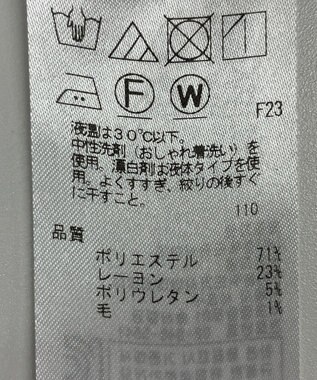 F W
F23
液温は30℃以下。
中性洗剤（おしゃれ着洗い）を
使用。漂白剤は液体タイプを使
用。よくすすぎ、絞りの後すぐ
に干すこと。
110
品質
ポリエステル 71%
レーヨン 23%
ポリウレタン 5%
毛 1%